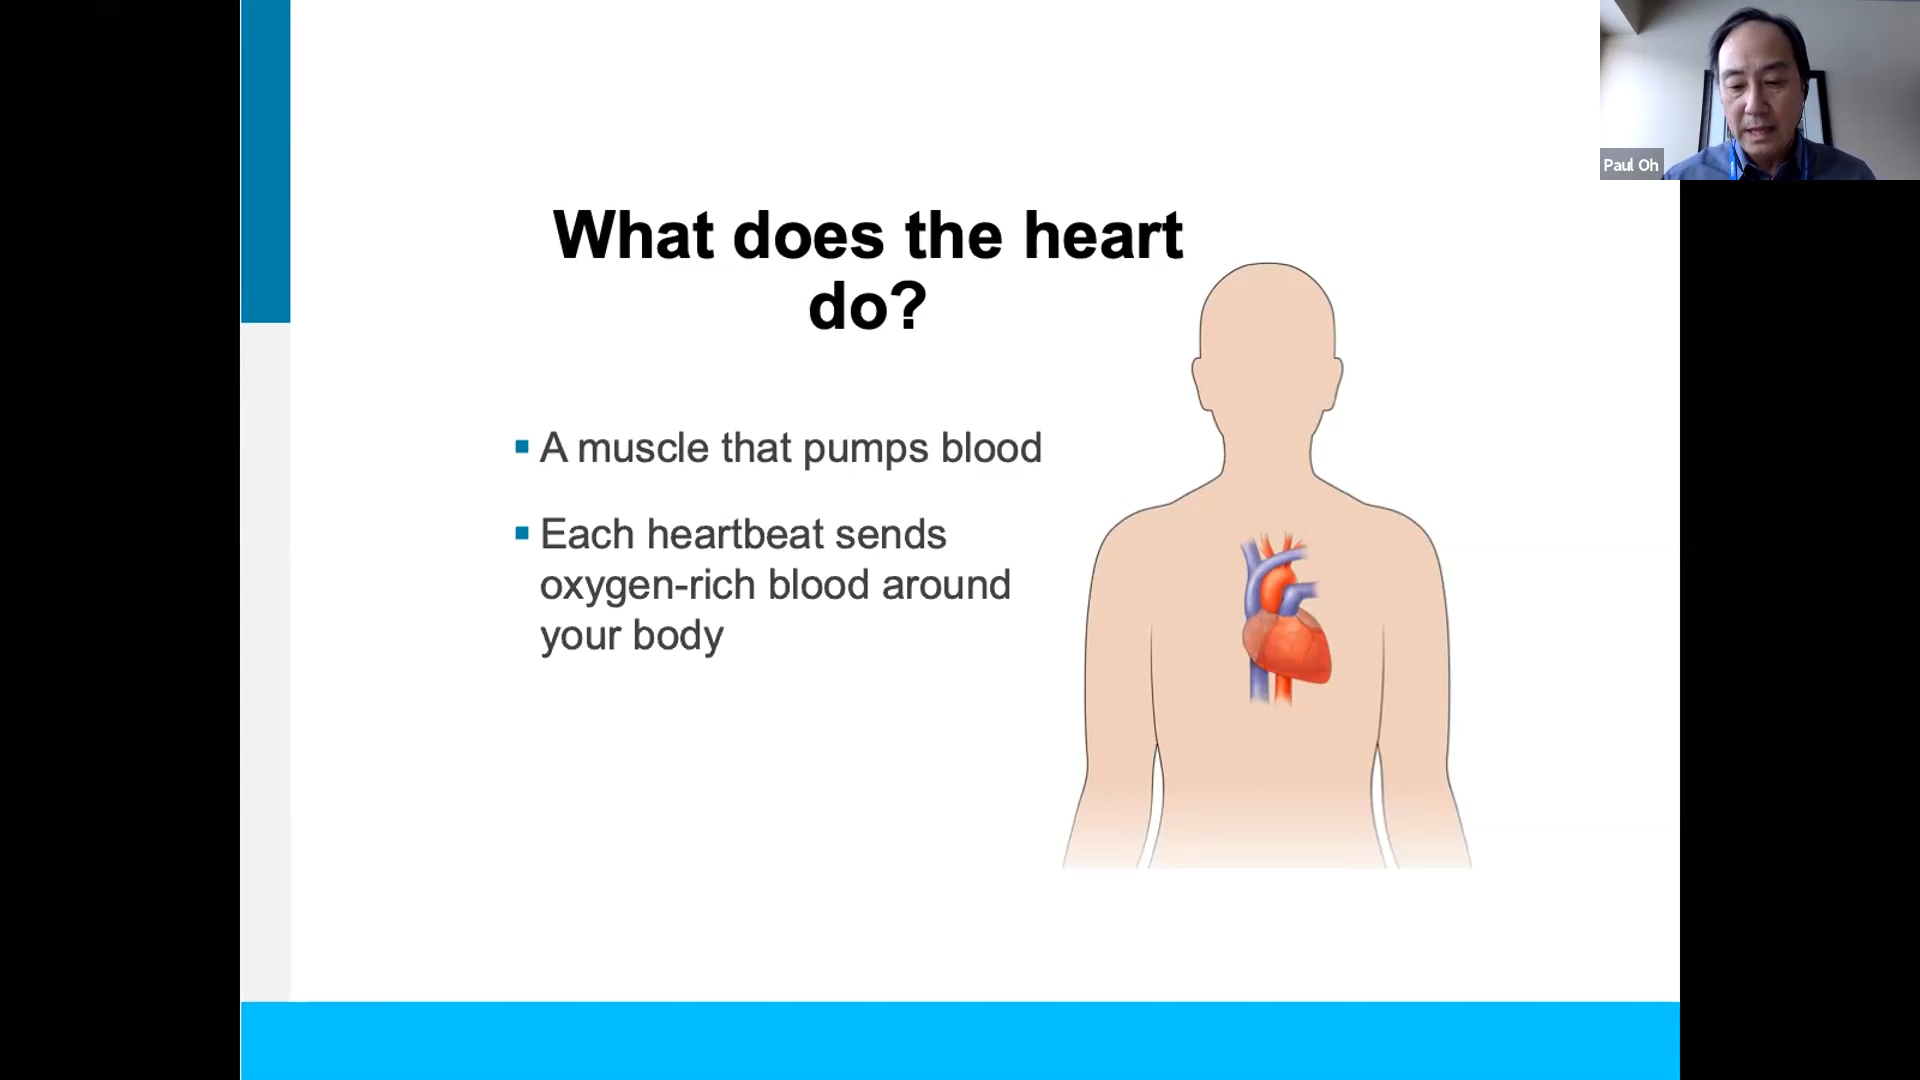 Paul Oh
What does the heart
do?
▪ A muscle that pumps blood
▪ Each heartbeat sends
oxygen-rich blood around
your body